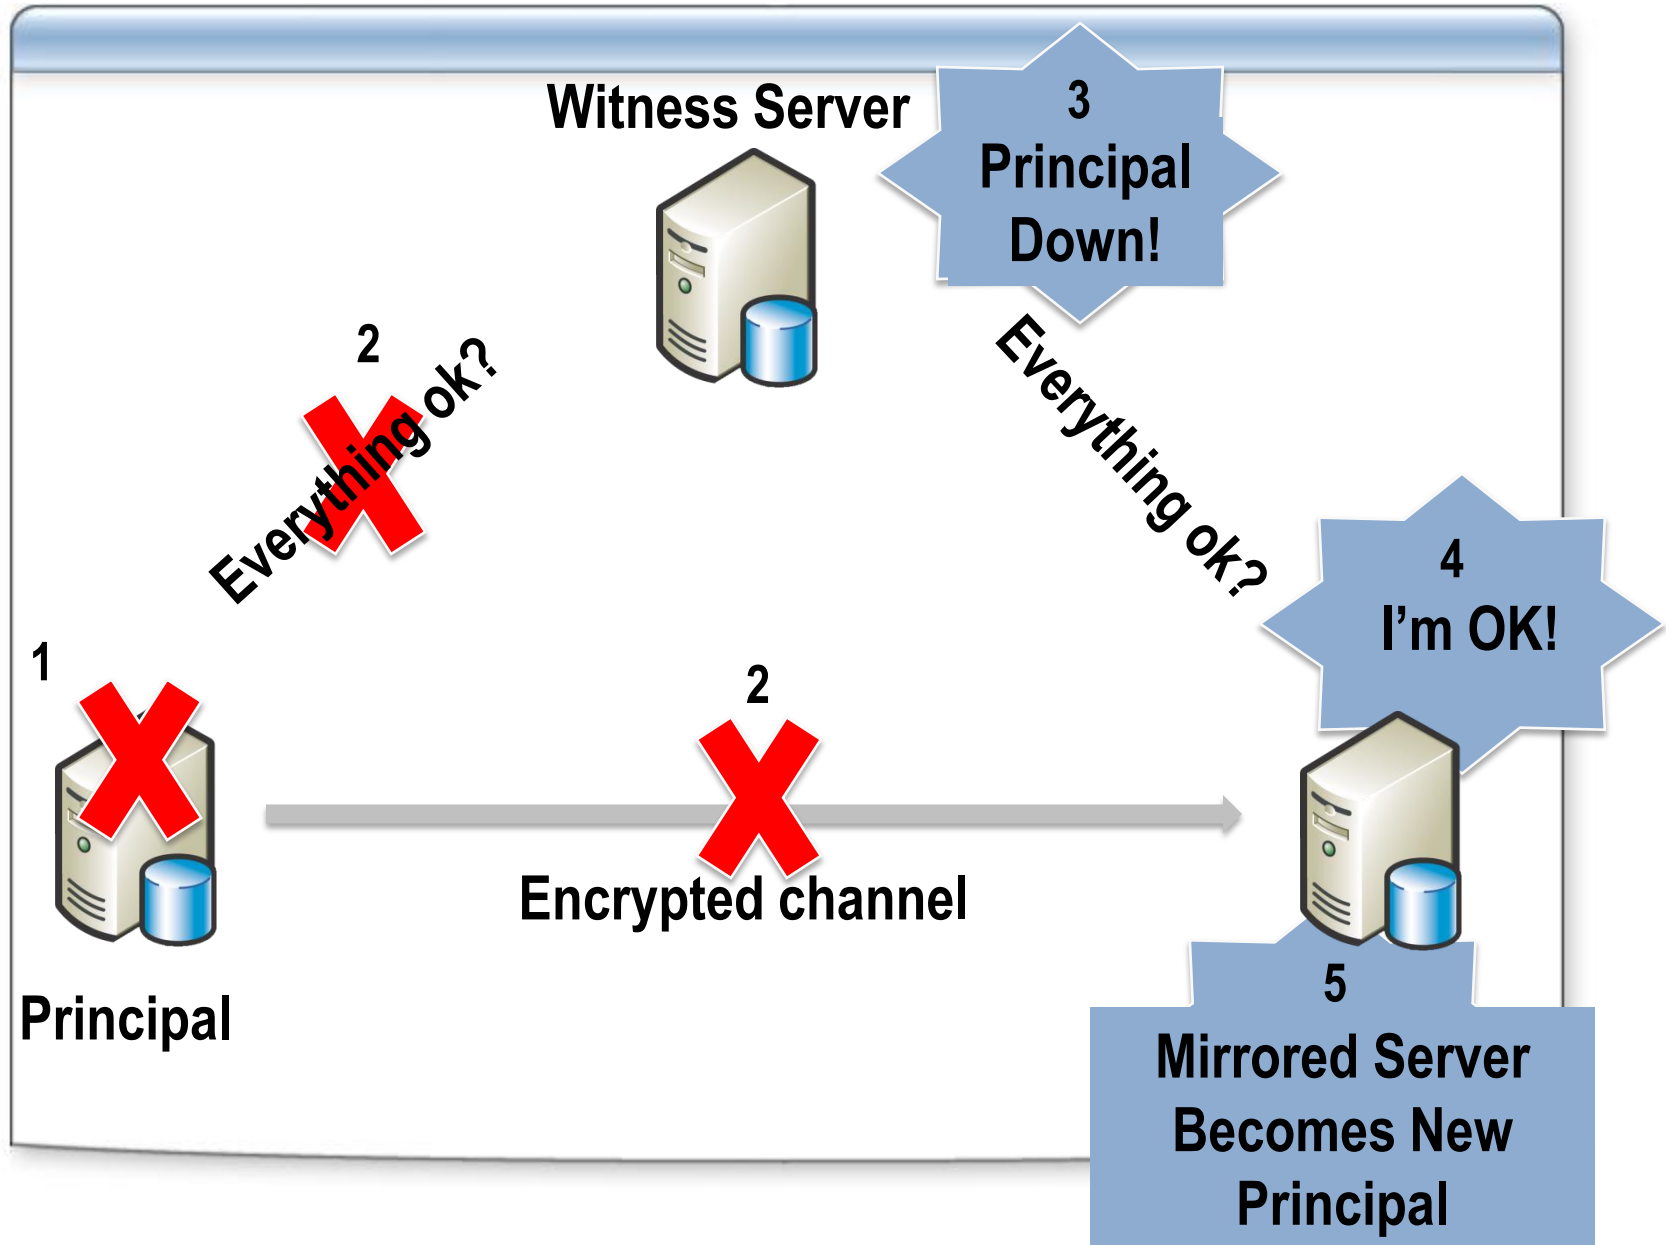 Witness Server
3
Principal
Down!
2
Everything ok?
Everything ok?
4
I'm OK!
1
2
Encrypted channel
Principal
5
Mirrored Server
Becomes New
Principal